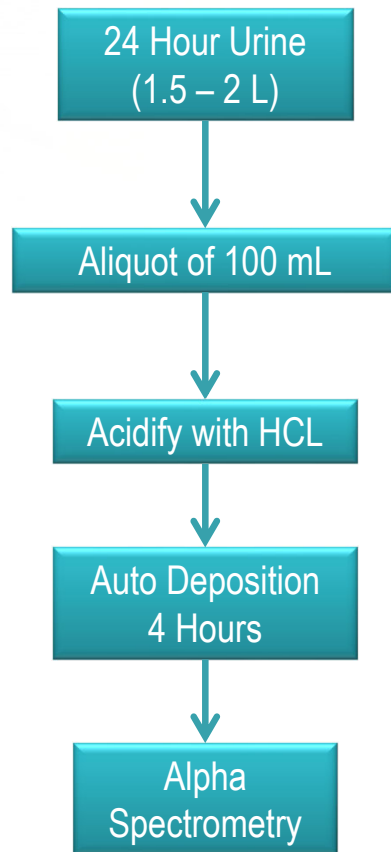 24 Hour Urine
(1.5 – 2 L)
Aliquot of 100 mL
Acidify with HCL
Auto Deposition
4 Hours
Alpha
Spectrometry